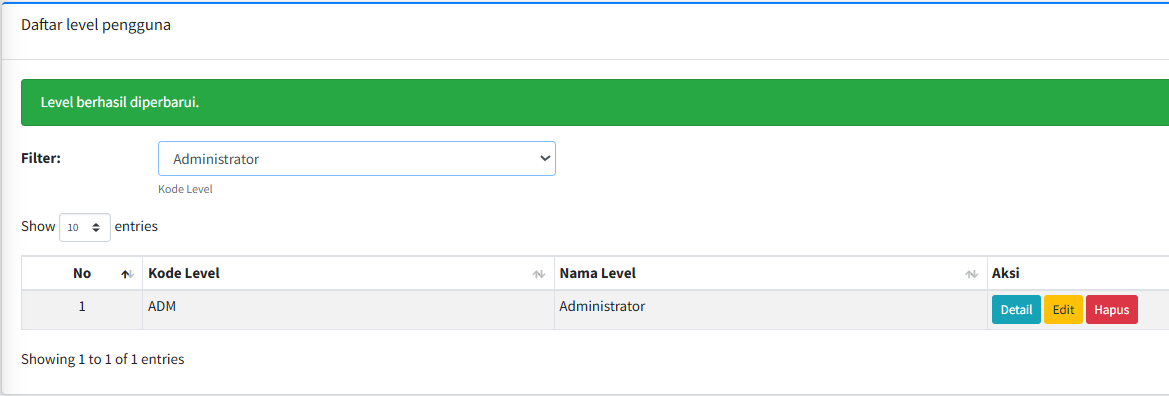 Daftar level pengguna
Level berhasil diperbarui.
Filter: Administrator
Kode Level
Show 10 entries
No Kode Level Nama Level Aksi
1 ADM Administrator Detail Edit Hapus
Showing 1 to 1 of 1 entries